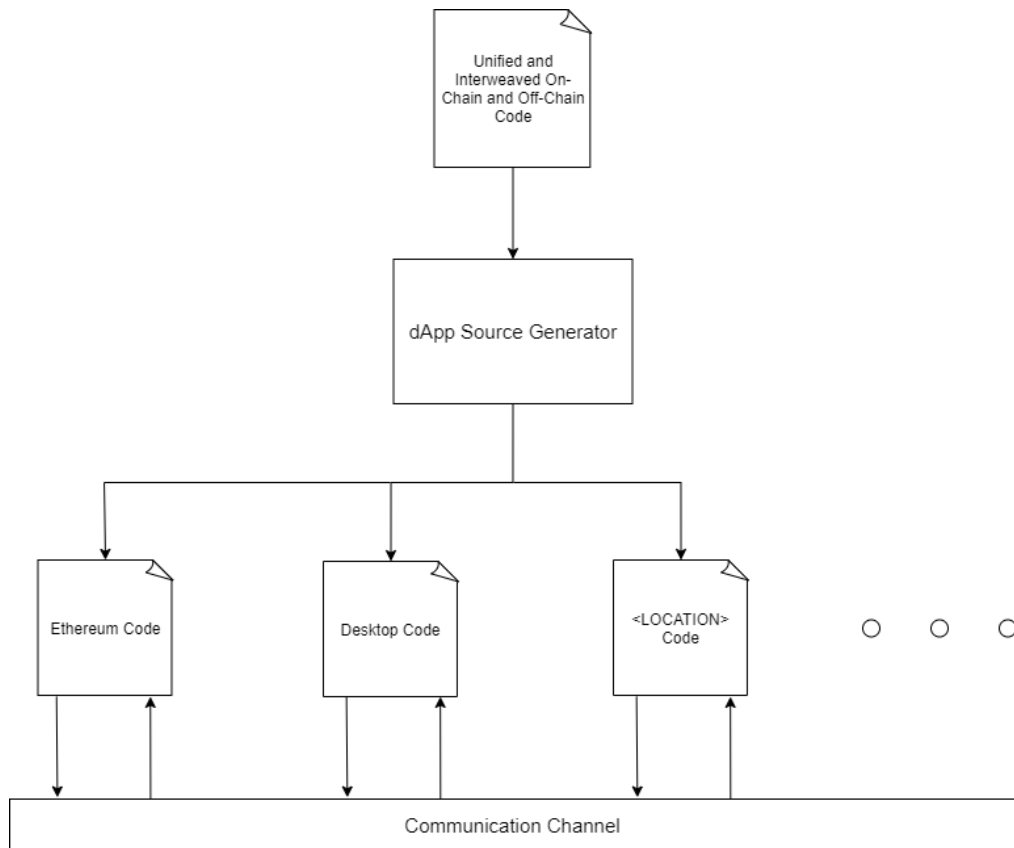 Unified and
Interweaved On-
Chain and Off-Chain
Code
dApp Source Generator
Ethereum Code
Desktop Code
<LOCATION>
Code
Communication Channel